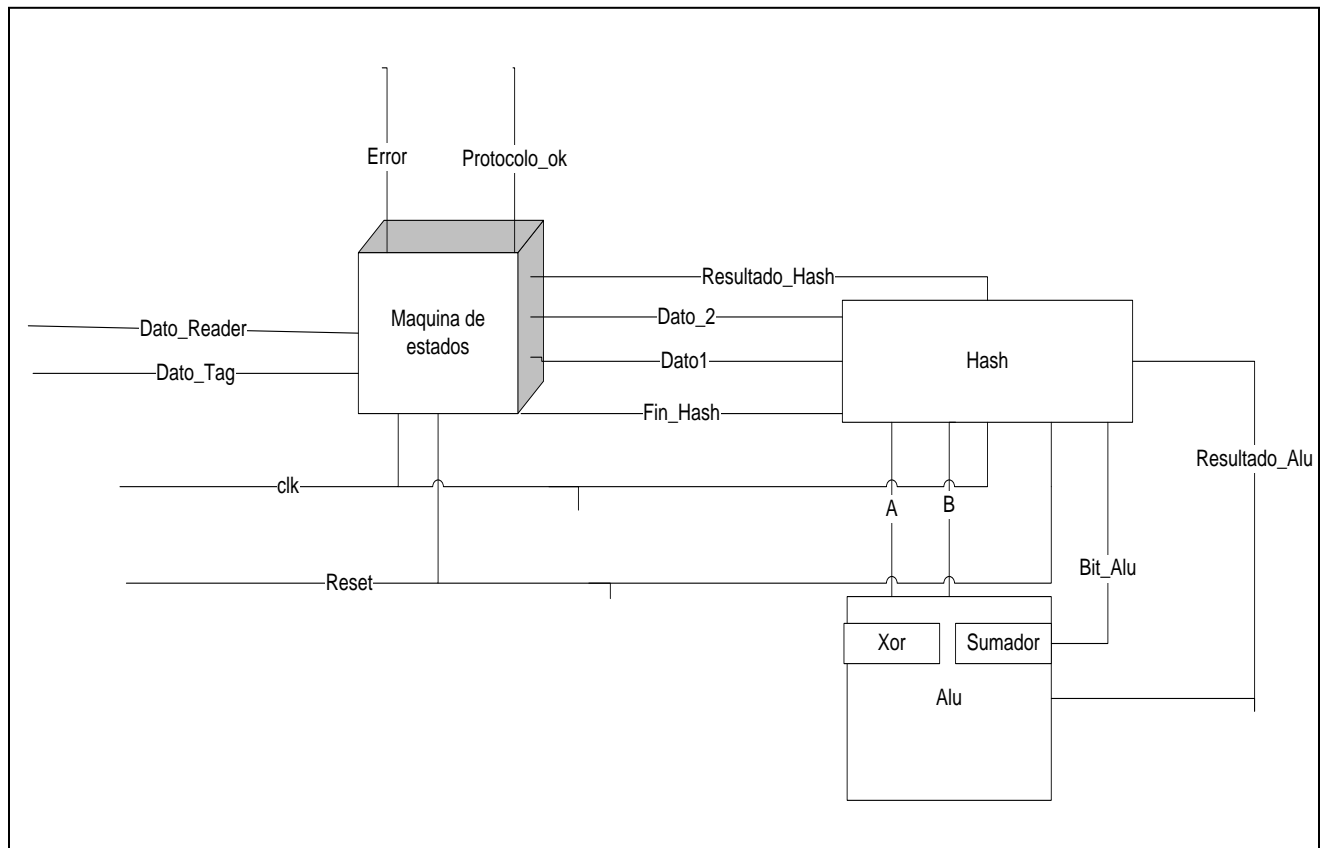 Error
Protocolo_ok
Resultado_Hash
Dato_Reader
Maquina de
estados
Dato_2
Dato_Tag
Dato1
Hash
Fin_Hash
Resultado_Alu
clk
A
B
Reset
Bit_Alu
Xor
Sumador
Alu